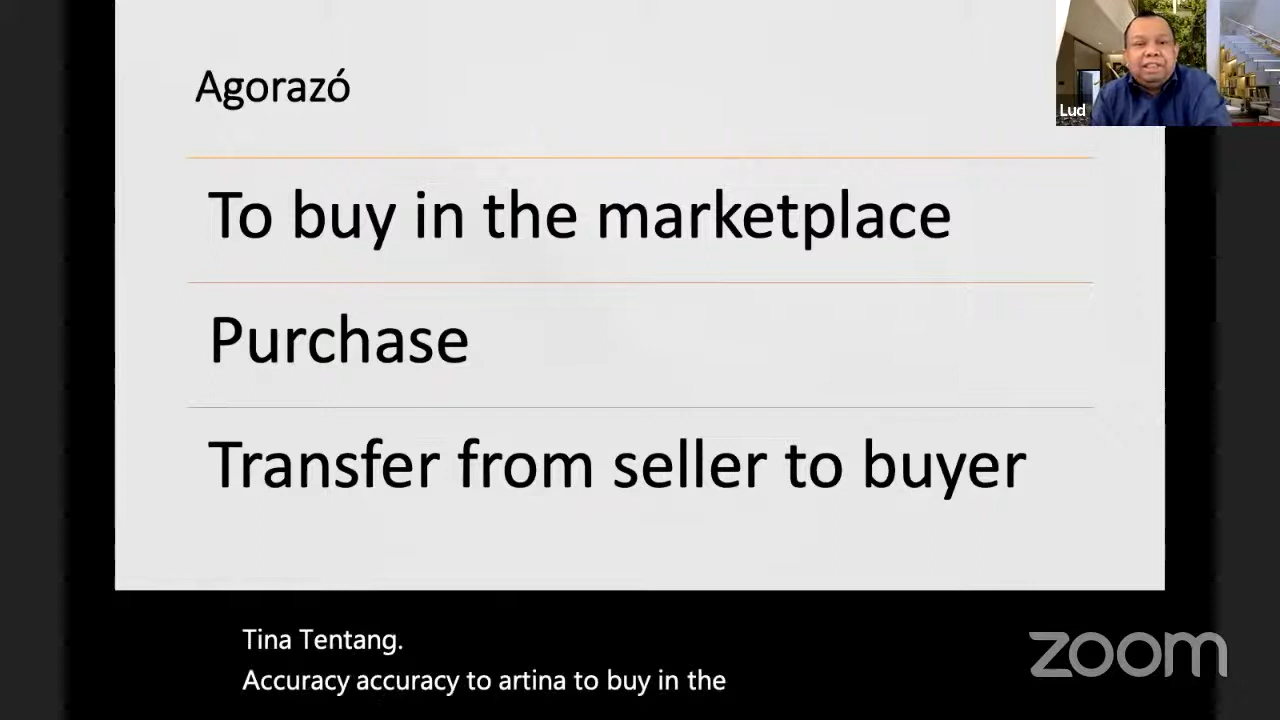 Agorazó
Lud
To buy in the marketplace
Purchase
Transfer from seller to buyer
Tina Tentang.
Accuracy accuracy to artina to buy in the
zoom